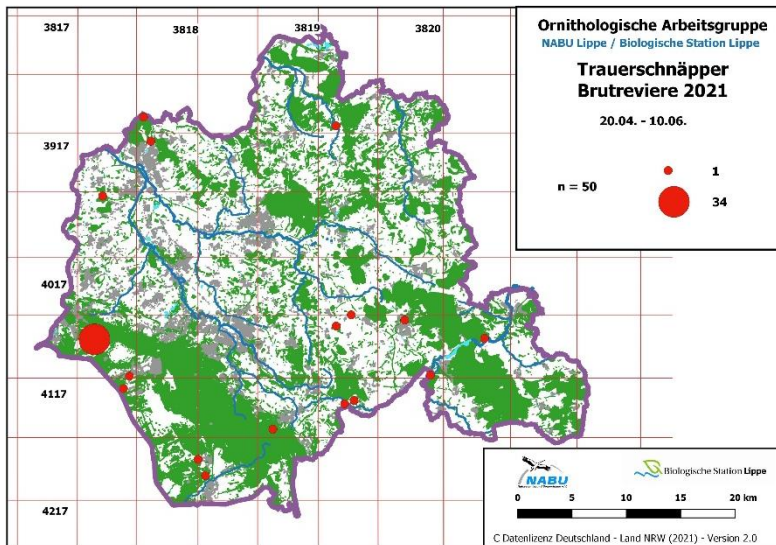 3817
3818
3819
3820
3917
4017
4117
4217
Ornithologische Arbeitsgruppe
NABU Lippe / Biologische Station Lippe
Trauerschnäpper
Brutreviere 2021
20.04. - 10.06.
n = 50
1
34
NABU
Biologische Station Lippe
0 5 10 15 20 km
C Datenlizenz Deutschland - Land NRW (2021) - Version 2.0